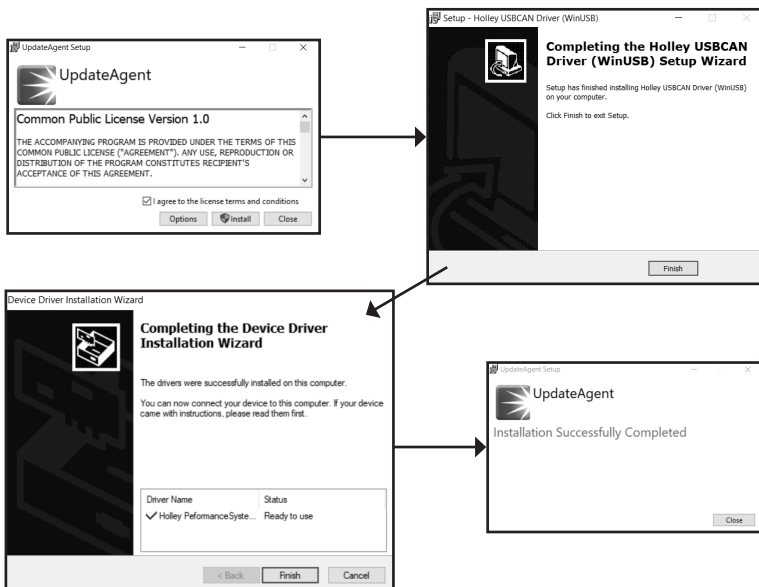 UpdateAgent Setup
UpdateAgent
Common Public License Version 1.0
THE ACCOMPANYING PROGRAM IS PROVIDED UNDER THE TERMS OF THIS
COMMON PUBLIC LICENSE ("AGREEMENT"). ANY USE, REPRODUCTION OR
DISTRIBUTION OF THE PROGRAM CONSTITUTES RECIPIENT'S
ACCEPTANCE OF THIS AGREEMENT.
I agree to the license terms and conditions
Options Install Close
Setup - Holley USBCAN Driver (WinUSB)
Completing the Holley USBCAN
Driver (WinUSB) Setup Wizard
Setup has finished installing Holley USBCAN Driver (WinUSB)
on your computer.
Click Finish to exit Setup.
Finish
Device Driver Installation Wizard
Completing the Device Driver
Installation Wizard
The drivers were successfully installed on this computer.
You can now connect your device to this computer. If your device
came with instructions, please read them first.
Driver Name Status
Holley PeformanceSyste... Ready to use
< Back Finish Cancel
UpdateAgent Setup
UpdateAgent
Installation Successfully Completed
Close